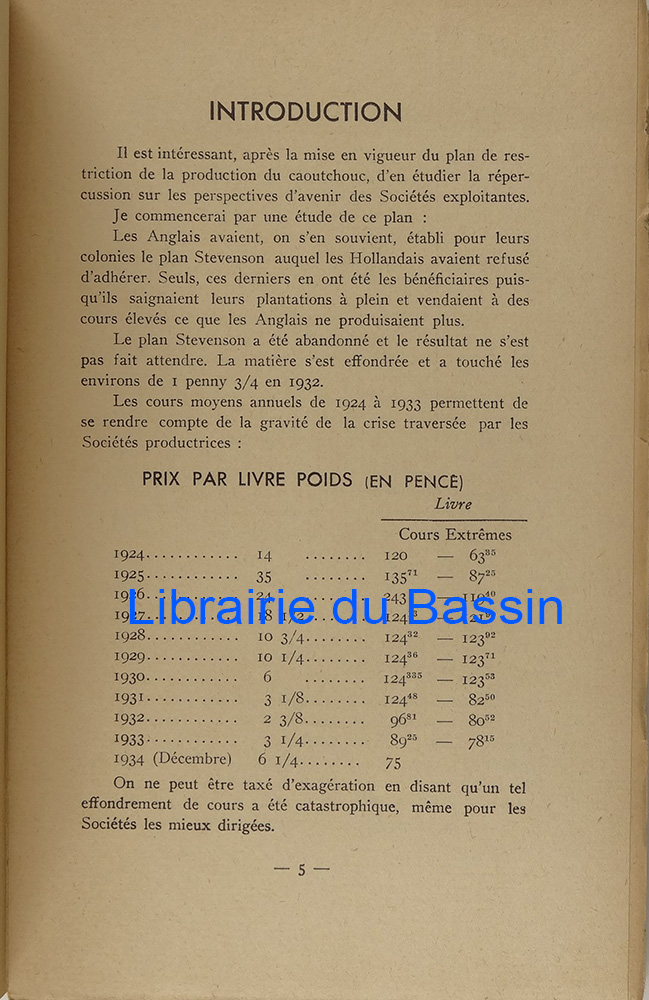 INTRODUCTION
Il est intéressant, après la mise en vigueur du plan de res-
triction de la production du caoutchouc, d'en étudier la réper-
cussion sur les perspectives d'avenir des Sociétés exploitantes.
Je commencerai par une étude de ce plan :
Les Anglais avaient, on s'en souvient, établi pour leurs
colonies le plan Stevenson auquel les Hollandais avaient refusé
d'adhérer. Seuls, ces derniers en ont été les bénéficiaires puis-
qu'ils saignaient leurs plantations à plein et vendaient à des
cours élevés ce que les Anglais ne produisaient plus.
Le plan Stevenson a été abandonné et le résultat ne s'est
pas fait attendre. La matière s'est effondrée et a touché les
environs de 1 penny 3/4 en 1932.
Les cours moyens annuels de 1924 à 1933 permettent de
se rendre compte de la gravité de la crise traversée par les
Sociétés productrices :
PRIX PAR LIVRE POIDS (EN PENCE)
Livre
Cours Extrêmes
1924............ 14 ........ 120 — 63⁸⁵
1925............ 35 ........ 135⁷¹ — 87²⁵
1926............ 24 ........ 243 — 110⁴⁰
1927............ 18 1/2........ 124
Librairie du Bassin
1928............ 10 3/4........ 124³² — 123⁹²
1929............ 10 1/4........ 124³⁶ — 123⁷¹
1930............ 6 ........ 124³³⁵ — 123⁵³
1931............ 3 1/8........ 124⁴⁸ — 82⁵⁰
1932............ 2 3/8........ 96⁸¹ — 80⁵²
1933............ 3 1/4........ 89²⁵ — 78¹⁵
1934 (Décembre) 6 1/4........ 75
On ne peut être taxé d'exagération en disant qu'un tel
effondrement de cours a été catastrophique, même pour les
Sociétés les mieux dirigées.
— 5 —